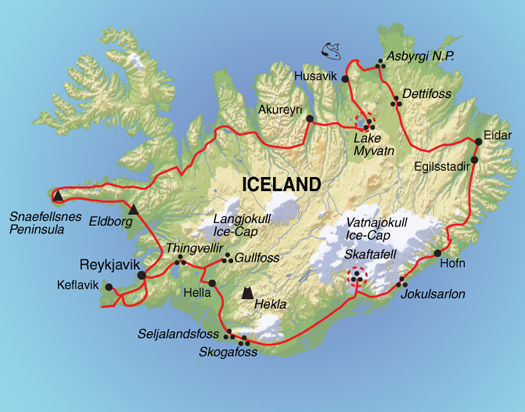 Asbyrgi N.P.
Husavik
Dettifoss
Akureyri
Eidar
Lake
Myvatn
Egilsstadir
ICELAND
Snaefellsnes
Peninsula
Eldborg
Langjokull
Ice-Cap
Vatnajokull
Ice-Cap
Thingvellir
Gullfoss
Skaftafell
Reykjavik
Hofn
Keflavik
Hella
Hekla
Jokulsarlon
Seljalandsfoss
Skogafoss